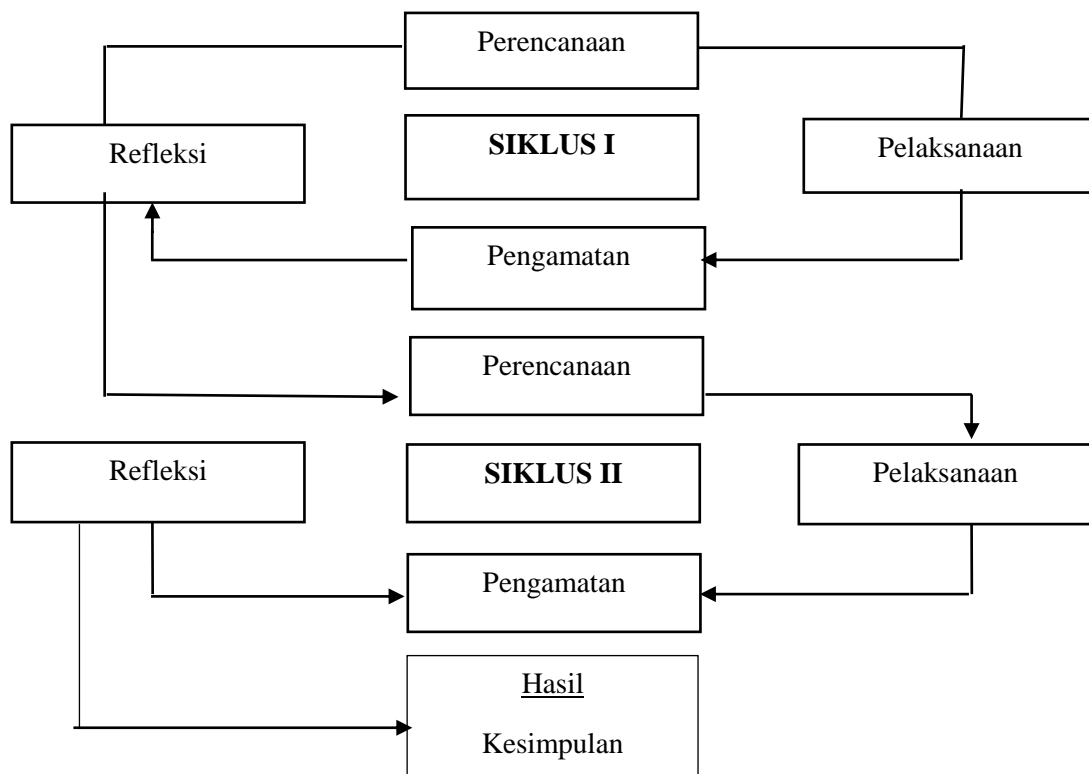 Perencanaan
Refleksi
SIKLUS I
Pelaksanaan
Pengamatan
Perencanaan
Refleksi
SIKLUS II
Pelaksanaan
Pengamatan
Hasil
Kesimpulan